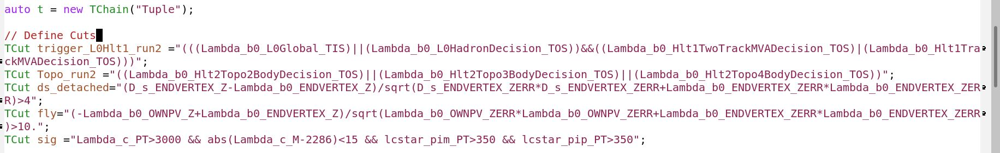 auto t = new TChain("Tuple");
// Define Cuts
TCut trigger_L0Hlt1_run2 ="(((Lambda_b0_L0Global_TIS)||(Lambda_b0_L0HadronDecision_TOS))&&((Lambda_b0_Hlt1TwoTrackMVADecision_TOS)|(Lambda_b0_Hlt1Tra
ckMVADecision_TOS)))";
TCut Topo_run2 ="((Lambda_b0_Hlt2Topo2BodyDecision_TOS)||(Lambda_b0_Hlt2Topo3BodyDecision_TOS)||(Lambda_b0_Hlt2Topo4BodyDecision_TOS))";
TCut ds_detached="(D_s_ENDVERTEX_Z-Lambda_b0_ENDVERTEX_Z)/sqrt(D_s_ENDVERTEX_ZERR*D_s_ENDVERTEX_ZERR+Lambda_b0_ENDVERTEX_ZERR*Lambda_b0_ENDVERTEX_ZER
R)>4";
TCut fly="(-Lambda_b0_OWNPV_Z+Lambda_b0_ENDVERTEX_Z)/sqrt(Lambda_b0_OWNPV_ZERR*Lambda_b0_OWNPV_ZERR+Lambda_b0_ENDVERTEX_ZERR*Lambda_b0_ENDVERTEX_ZERR
)>10.";
TCut sig ="Lambda_c_PT>3000 && abs(Lambda_c_M-2286)<15 && lcstar_pim_PT>350 && lcstar_pip_PT>350";